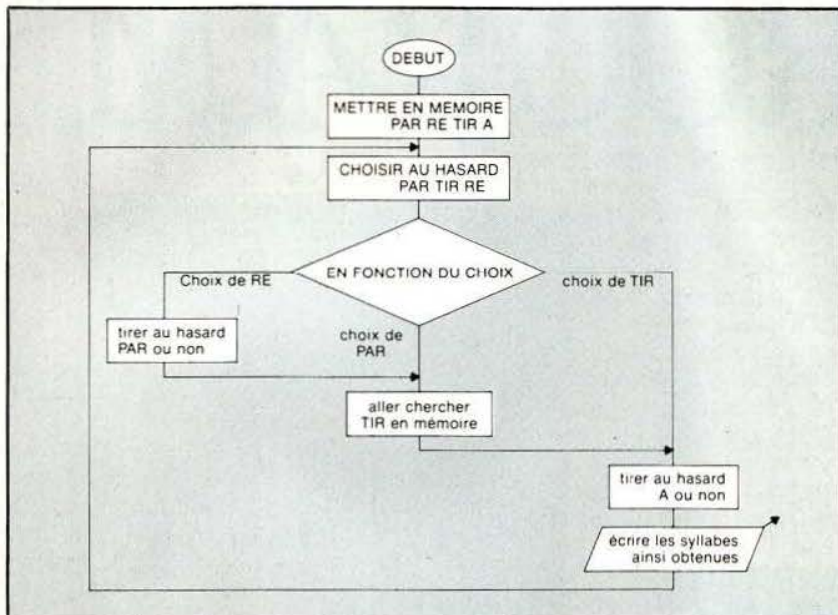 DEBUT
METTRE EN MEMOIRE
PAR RE TIR A
CHOISIR AU HASARD
PAR TIR RE
EN FONCTION DU CHOIX
Choix de RE
choix de TIR
tirer au hasard
PAR ou non
choix de
PAR
aller chercher
TIR en mémoire
tirer au hasard
A ou non
écrire les syllabes
ainsi obtenues